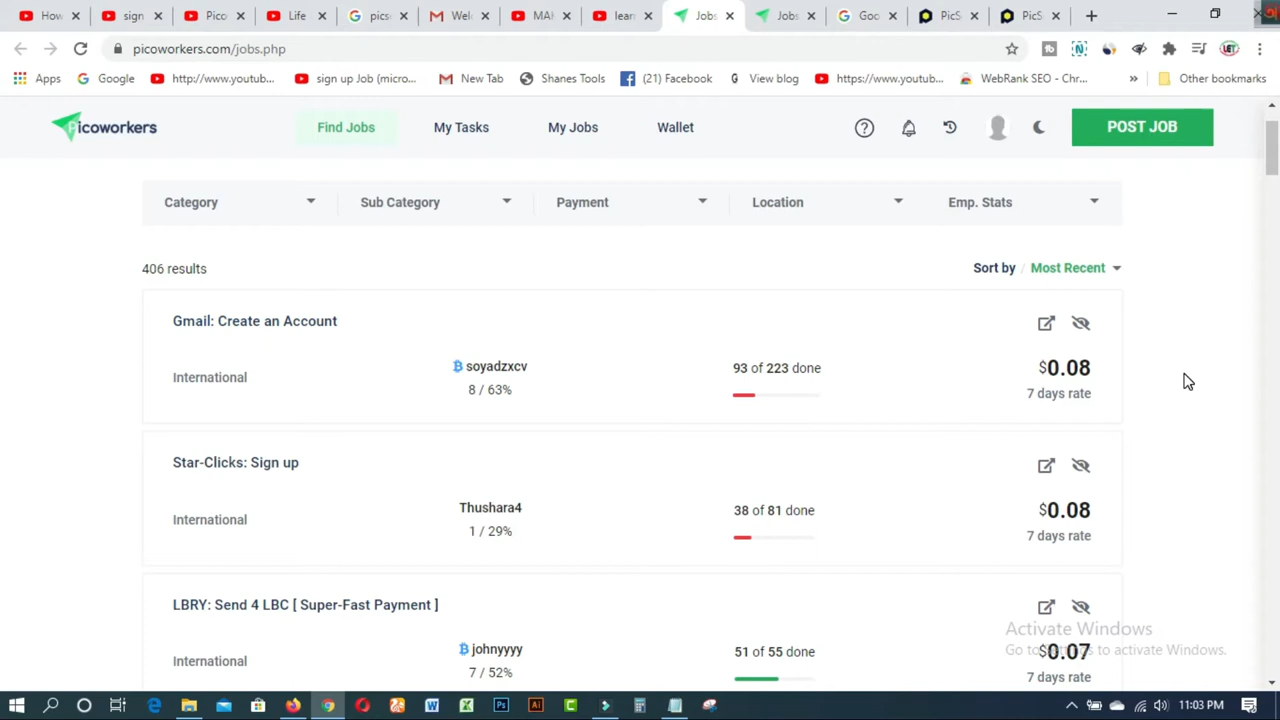 How
sign
Pico
Life
picso
Wel
MAK
learn
Jobs
Jobs
Goo
PicS
PicS
picoworkers.com/jobs.php
Apps
Google
http://www.youtub...
sign up Job (micro...
New Tab
Shanes Tools
(21) Facebook
View blog
https://www.youtub...
WebRank SEO - Chr...
»
Other bookmarks
Picoworkers
Find Jobs
My Tasks
My Jobs
Wallet
POST JOB
Category
Sub Category
Payment
Location
Emp. Stats
406 results
Sort by / Most Recent
Gmail: Create an Account
International
soyadzxcv
8 / 63%
93 of 223 done
$0.08
7 days rate
Star-Clicks: Sign up
International
Thushara4
1 / 29%
38 of 81 done
$0.08
7 days rate
LBRY: Send 4 LBC [ Super-Fast Payment ]
International
johnyyyy
7 / 52%
51 of 55 done
$0.07
7 days rate
Activate Windows
Go to Settings to activate Windows.
11:03 PM